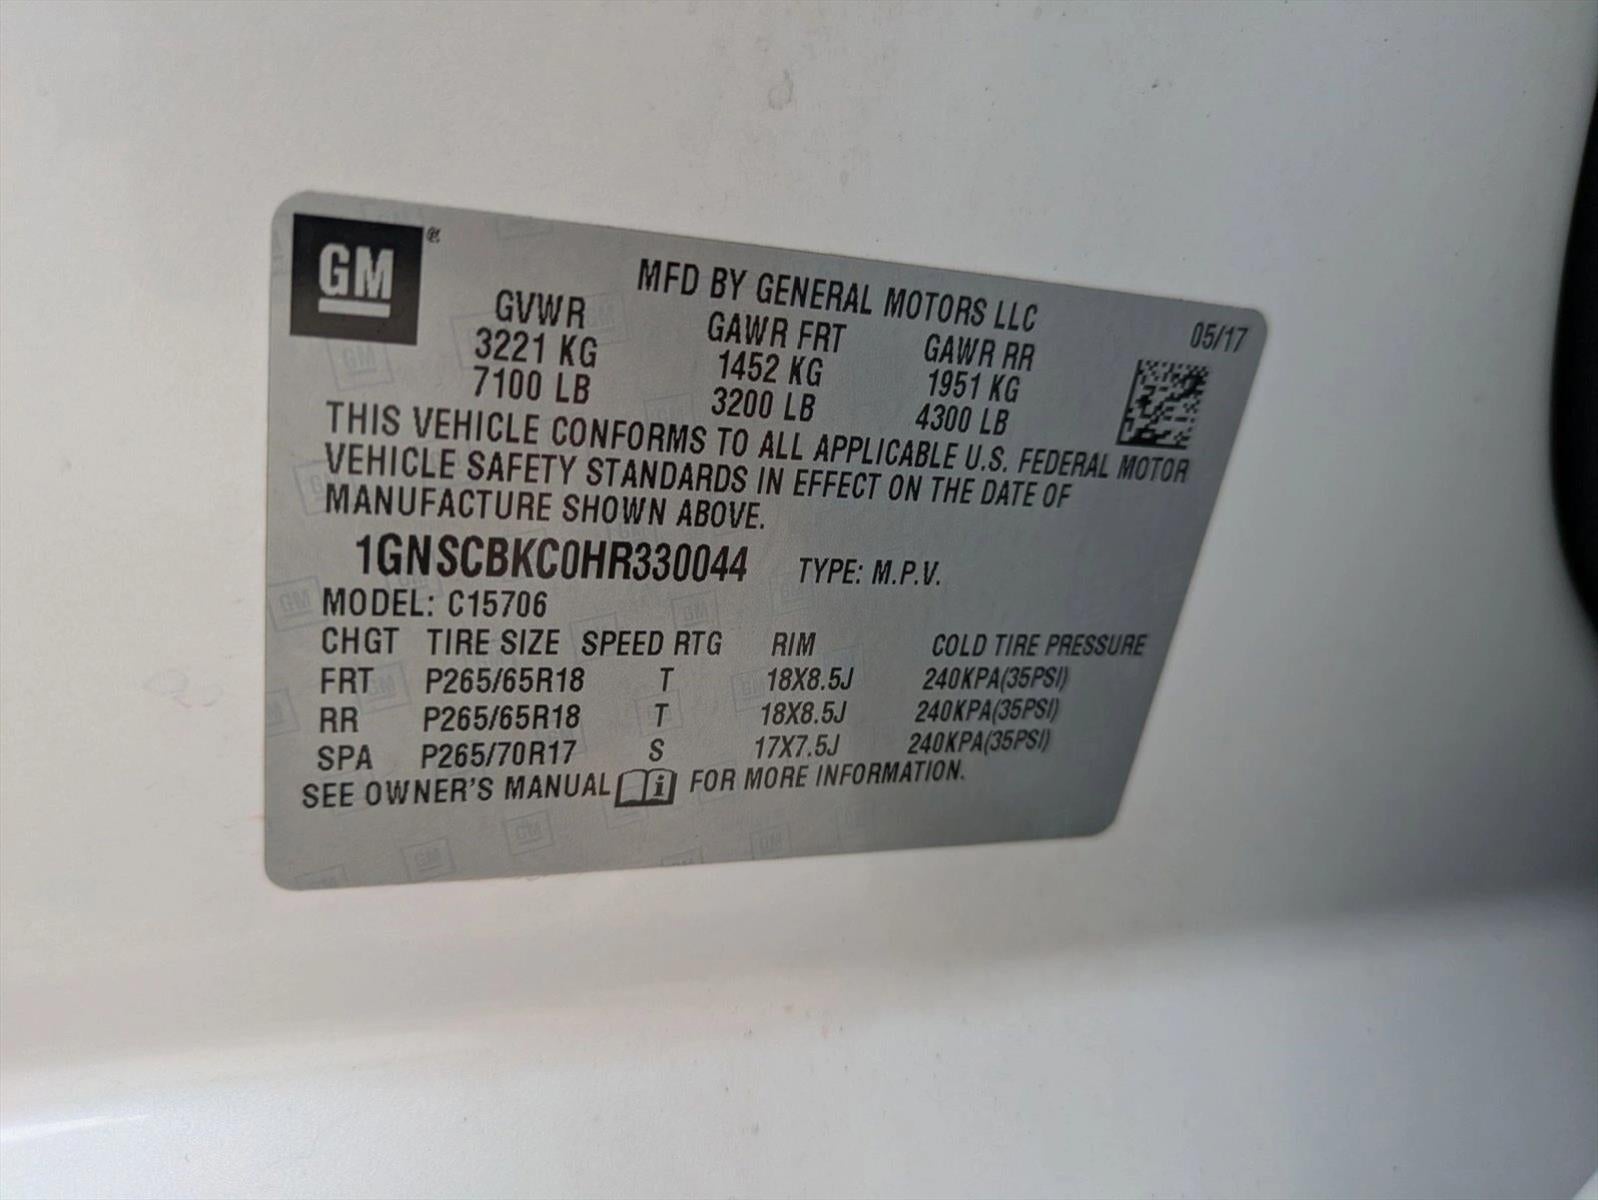 GM ®
MFD BY GENERAL MOTORS LLC
05/17
GVWR GAWR FRT GAWR RR
3221 KG 1452 KG 1951 KG
7100 LB 3200 LB 4300 LB
THIS VEHICLE CONFORMS TO ALL APPLICABLE U.S. FEDERAL MOTOR
VEHICLE SAFETY STANDARDS IN EFFECT ON THE DATE OF
MANUFACTURE SHOWN ABOVE.
1GNSCBKC0HR330044 TYPE: M.P.V.
MODEL: C15706
CHGT TIRE SIZE SPEED RTG RIM COLD TIRE PRESSURE
FRT P265/65R18 T 18X8.5J 240KPA(35PSI)
RR P265/65R18 T 18X8.5J 240KPA(35PSI)
SPA P265/70R17 S 17X7.5J 240KPA(35PSI)
SEE OWNER'S MANUAL i FOR MORE INFORMATION.